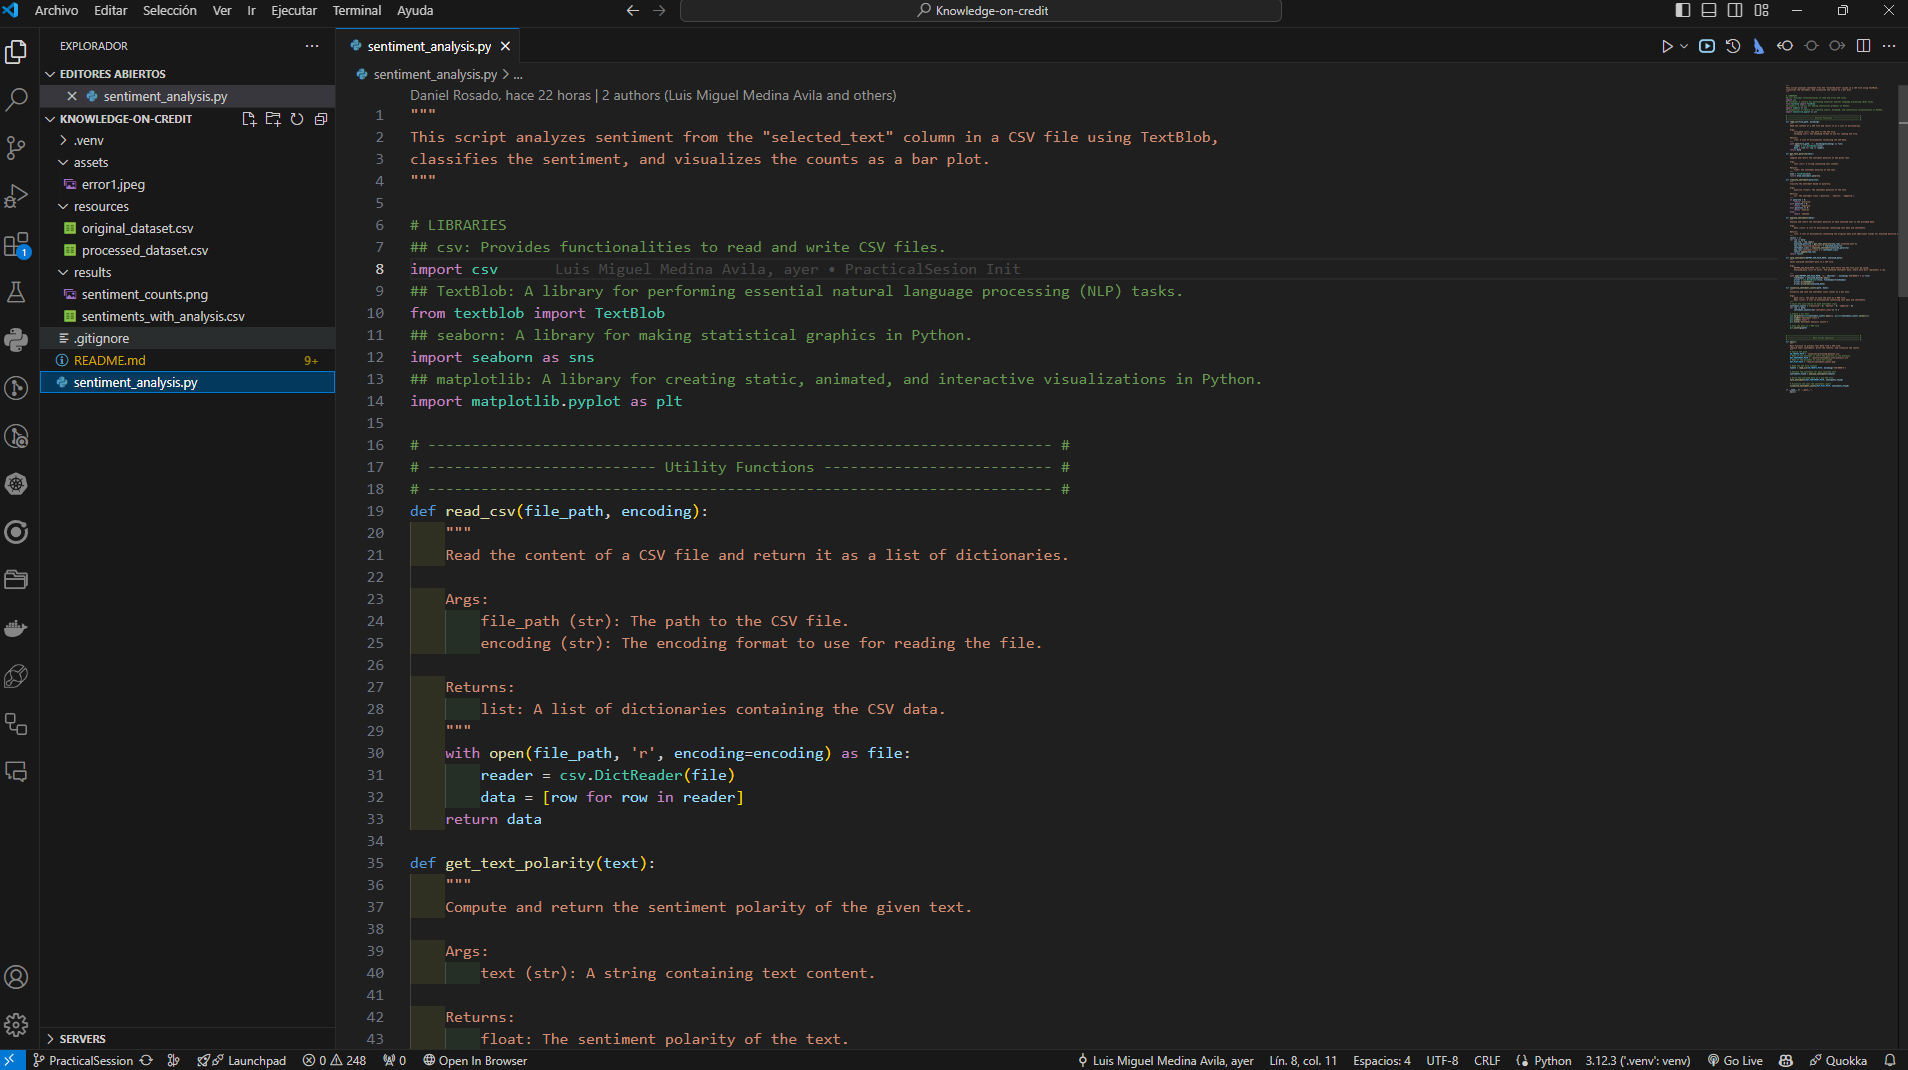 Archivo Editar Selección Ver Ir Ejecutar Terminal Ayuda
Knowledge-on-credit
EXPLORADOR
EDITORES ABIERTOS
sentiment_analysis.py
KNOWLEDGE-ON-CREDIT
.venv
assets
error1.jpeg
resources
original_dataset.csv
processed_dataset.csv
results
sentiment_counts.png
sentiments_with_analysis.csv
.gitignore
README.md 9+
sentiment_analysis.py
SERVERS
1
sentiment_analysis.py
sentiment_analysis.py > ...
Daniel Rosado, hace 22 horas | 2 authors (Luis Miguel Medina Avila and others)
1 """
2 This script analyzes sentiment from the "selected_text" column in a CSV file using TextBlob,
3 classifies the sentiment, and visualizes the counts as a bar plot.
4 """
5
6 # LIBRARIES
7 ## csv: Provides functionalities to read and write CSV files.
8 import csv Luis Miguel Medina Avila, ayer • PracticalSesion Init
9 ## TextBlob: A library for performing essential natural language processing (NLP) tasks.
10 from textblob import TextBlob
11 ## seaborn: A library for making statistical graphics in Python.
12 import seaborn as sns
13 ## matplotlib: A library for creating static, animated, and interactive visualizations in Python.
14 import matplotlib.pyplot as plt
15
16 # ----------------------------------------------------------------------- #
17 # -------------------------- Utility Functions -------------------------- #
18 # ----------------------------------------------------------------------- #
19 def read_csv(file_path, encoding):
20 """
21 Read the content of a CSV file and return it as a list of dictionaries.
22
23 Args:
24 file_path (str): The path to the CSV file.
25 encoding (str): The encoding format to use for reading the file.
26
27 Returns:
28 list: A list of dictionaries containing the CSV data.
29 """
30 with open(file_path, 'r', encoding=encoding) as file:
31 reader = csv.DictReader(file)
32 data = [row for row in reader]
33 return data
34
35 def get_text_polarity(text):
36 """
37 Compute and return the sentiment polarity of the given text.
38
39 Args:
40 text (str): A string containing text content.
41
42 Returns:
43 float: The sentiment polarity of the text.
PracticalSession Launchpad 0 248 0 Open In Browser Luis Miguel Medina Avila, ayer Lín. 8, col. 11 Espacios: 4 UTF-8 CRLF Python 3.12.3 ('.venv': venv) Go Live Quokka